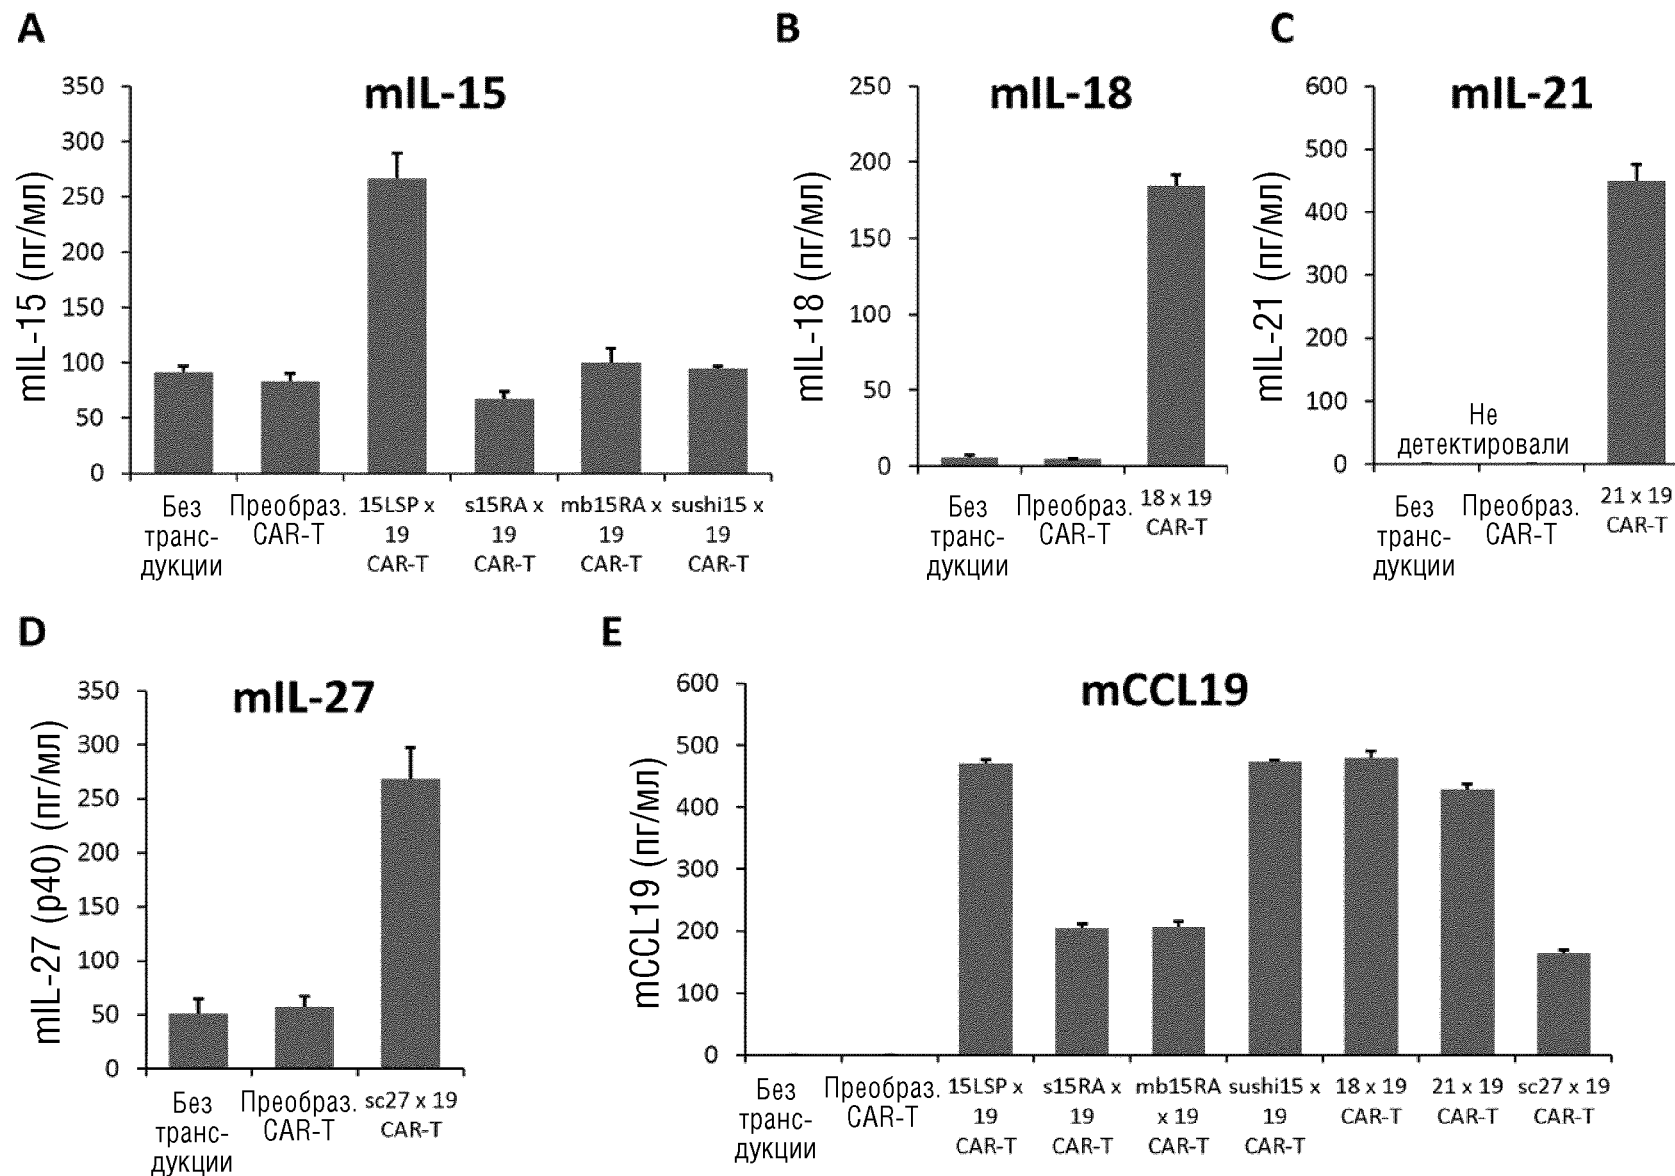 A
mIL-15
mIL-15 (пг/мл)
350
300
250
200
150
100
50
0
Без
транс-
дукции
Преобраз.
CAR-T
15LSP x
19
CAR-T
s15RA x
19
CAR-T
mb15RA x
19
CAR-T
sushi15 x
19
CAR-T
B
mIL-18
mIL-18 (пг/мл)
250
200
150
100
50
0
Без
транс-
дукции
Преобраз.
CAR-T
18 x 19
CAR-T
C
mIL-21
mIL-21 (пг/мл)
600
500
400
300
200
100
0
Не
детектировали
Без
транс-
дукции
Преобраз.
CAR-T
21 x 19
CAR-T
D
mIL-27
mIL-27 (p40) (пг/мл)
350
300
250
200
150
100
50
0
Без
транс-
дукции
Преобраз.
CAR-T
sc27 x 19
CAR-T
E
mCCL19
mCCL19 (пг/мл)
600
500
400
300
200
100
0
Без
транс-
дукции
Преобраз.
CAR-T
15LSP x
19
CAR-T
s15RA x
19
CAR-T
mb15RA
x 19
CAR-T
sushi15 x
19
CAR-T
18 x 19
CAR-T
21 x 19
CAR-T
sc27 x 19
CAR-T